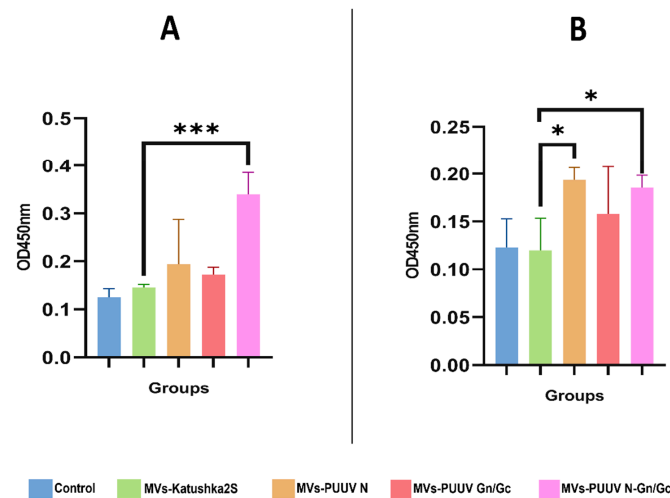 A
0.5
0.4
0.3
0.2
0.1
0.0
OD450nm
***
Groups
B
0.25
0.20
0.15
0.10
0.05
0.00
OD450nm
*
*
Groups
Control
MVs-Katushka2S
MVs-PUUV N
MVs-PUUV Gn/Gc
MVs-PUUV N-Gn/Gc